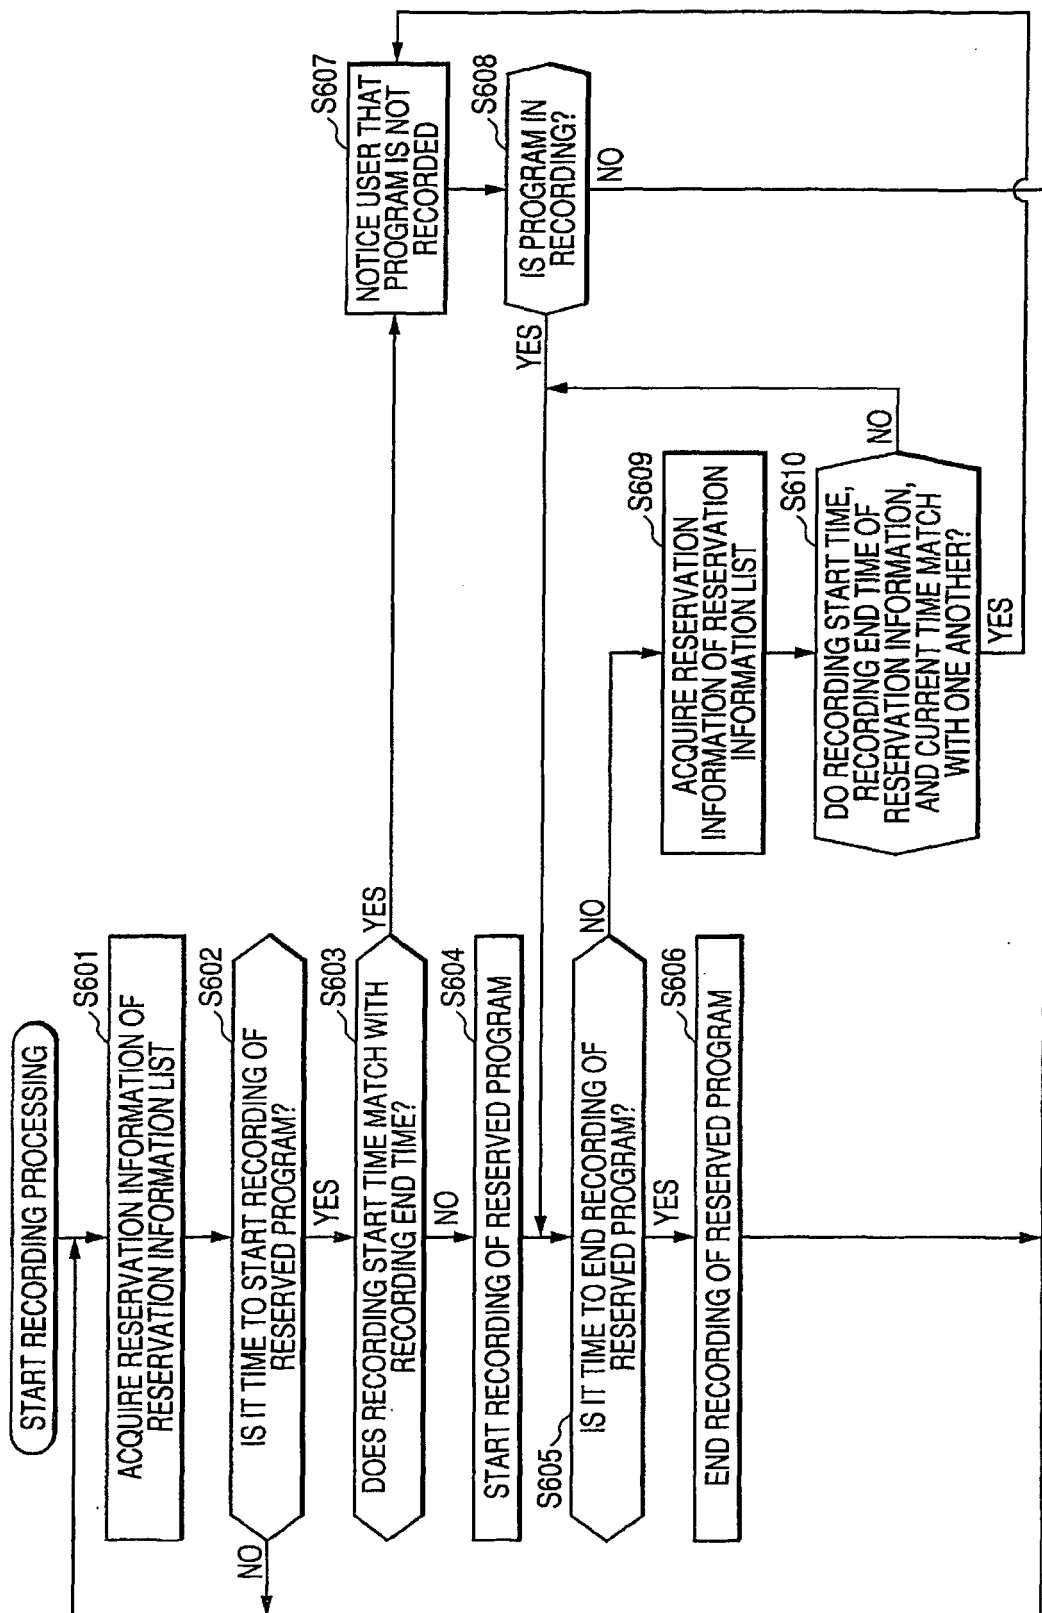 START RECORDING PROCESSING
S601
ACQUIRE RESERVATION INFORMATION OF
RESERVATION INFORMATION LIST
S602
IS IT TIME TO START RECORDING OF
RESERVED PROGRAM?
NO
YES
S603
DOES RECORDING START TIME MATCH WITH
RECORDING END TIME?
YES
NO
S604
START RECORDING OF RESERVED PROGRAM
S605
IS IT TIME TO END RECORDING OF
RESERVED PROGRAM?
NO
YES
S606
END RECORDING OF RESERVED PROGRAM
S607
NOTICE USER THAT
PROGRAM IS NOT
RECORDED
S608
IS PROGRAM IN
RECORDING?
YES
NO
S609
ACQUIRE RESERVATION
INFORMATION OF RESERVATION
INFORMATION LIST
S610
DO RECORDING START TIME,
RECORDING END TIME OF
RESERVATION INFORMATION,
AND CURRENT TIME MATCH
WITH ONE ANOTHER?
NO
YES